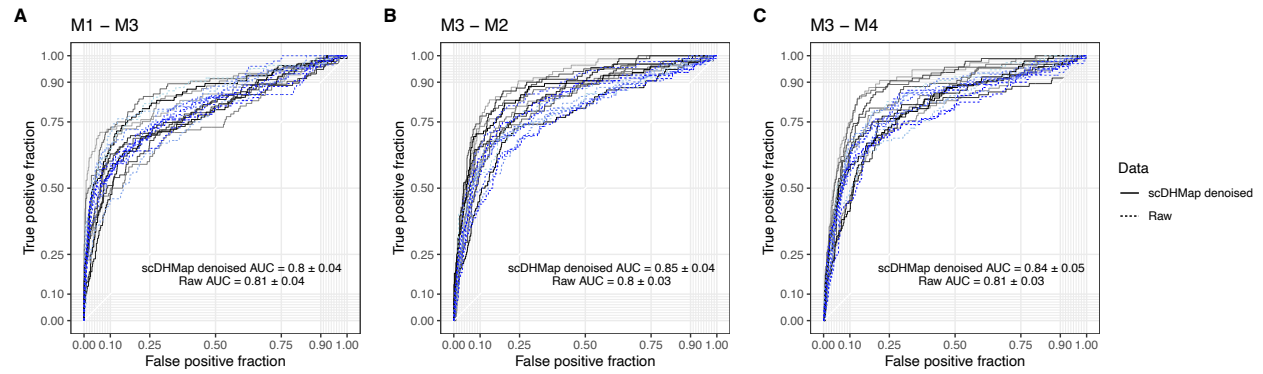 A
M1 − M3
True positive fraction
1.00
0.90
0.75
0.50
0.25
0.10
0.00
scDHMap denoised AUC = 0.8 ± 0.04
Raw AUC = 0.81 ± 0.04
0.00 0.10 0.25 0.50 0.75 0.90 1.00
False positive fraction
B
M3 − M2
True positive fraction
1.00
0.90
0.75
0.50
0.25
0.10
0.00
scDHMap denoised AUC = 0.85 ± 0.04
Raw AUC = 0.8 ± 0.03
0.00 0.10 0.25 0.50 0.75 0.90 1.00
False positive fraction
C
M3 − M4
True positive fraction
1.00
0.90
0.75
0.50
0.25
0.10
0.00
scDHMap denoised AUC = 0.84 ± 0.05
Raw AUC = 0.81 ± 0.03
0.00 0.10 0.25 0.50 0.75 0.90 1.00
False positive fraction
Data
scDHMap denoised
Raw